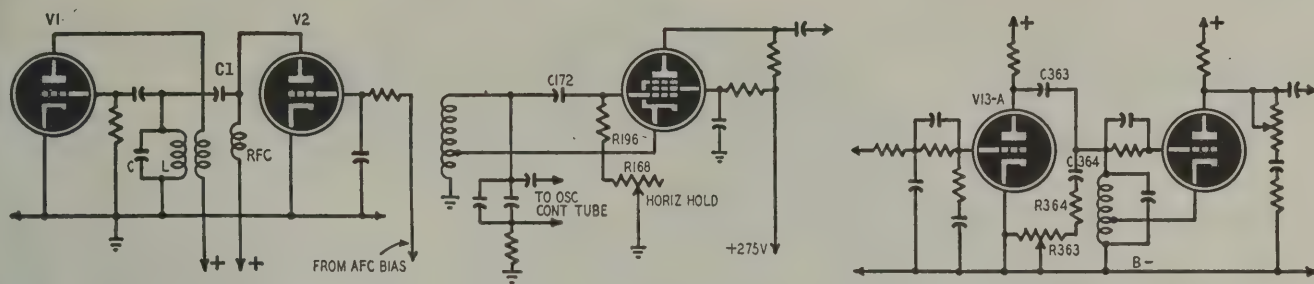 V1
V2
C1
C
L
RFC
+
+
FROM AFC BIAS
C172
R196
R168
HORIZ HOLD
TO OSC
CONT TUBE
+275V
+
+
C363
V13-A
C364
R364
R363
B-